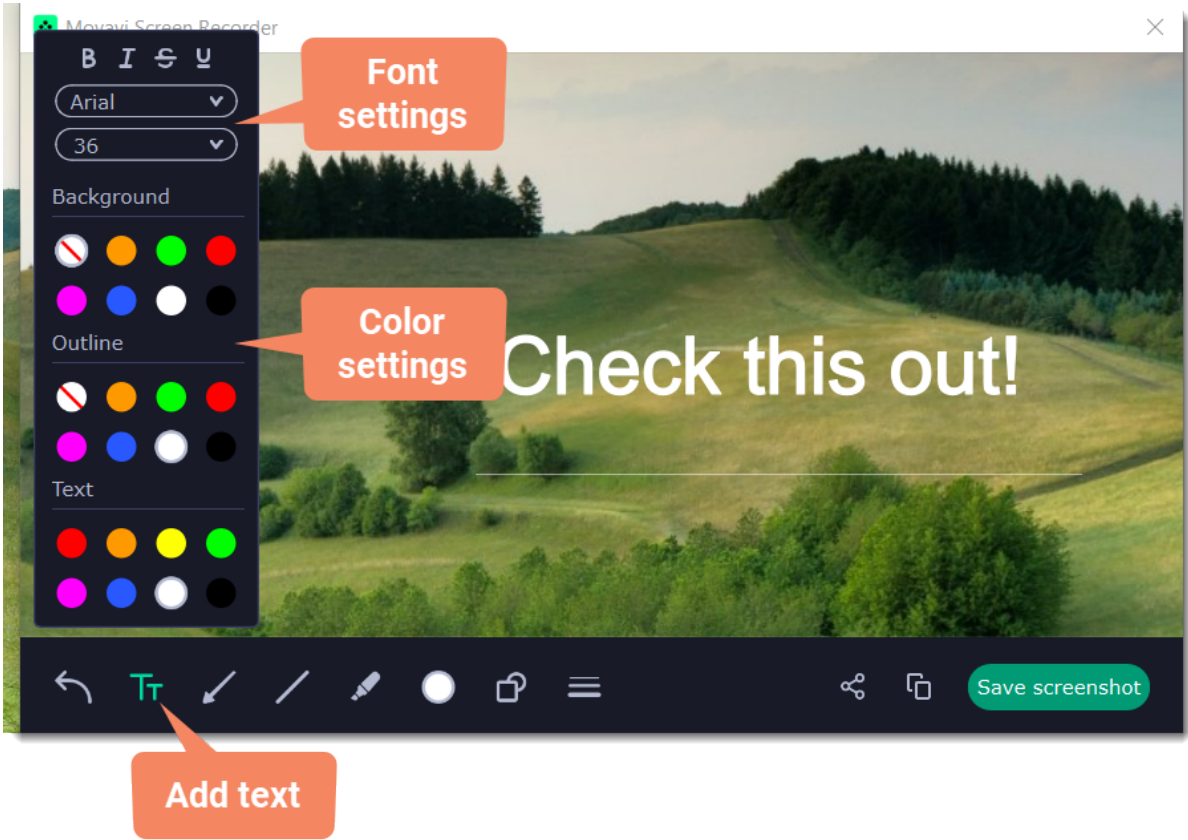 Movavi Screen Recorder
B I S U
Arial
36
Font
settings
Background
Color
settings
Outline
Check this out!
Text
TT
Save screenshot
Add text